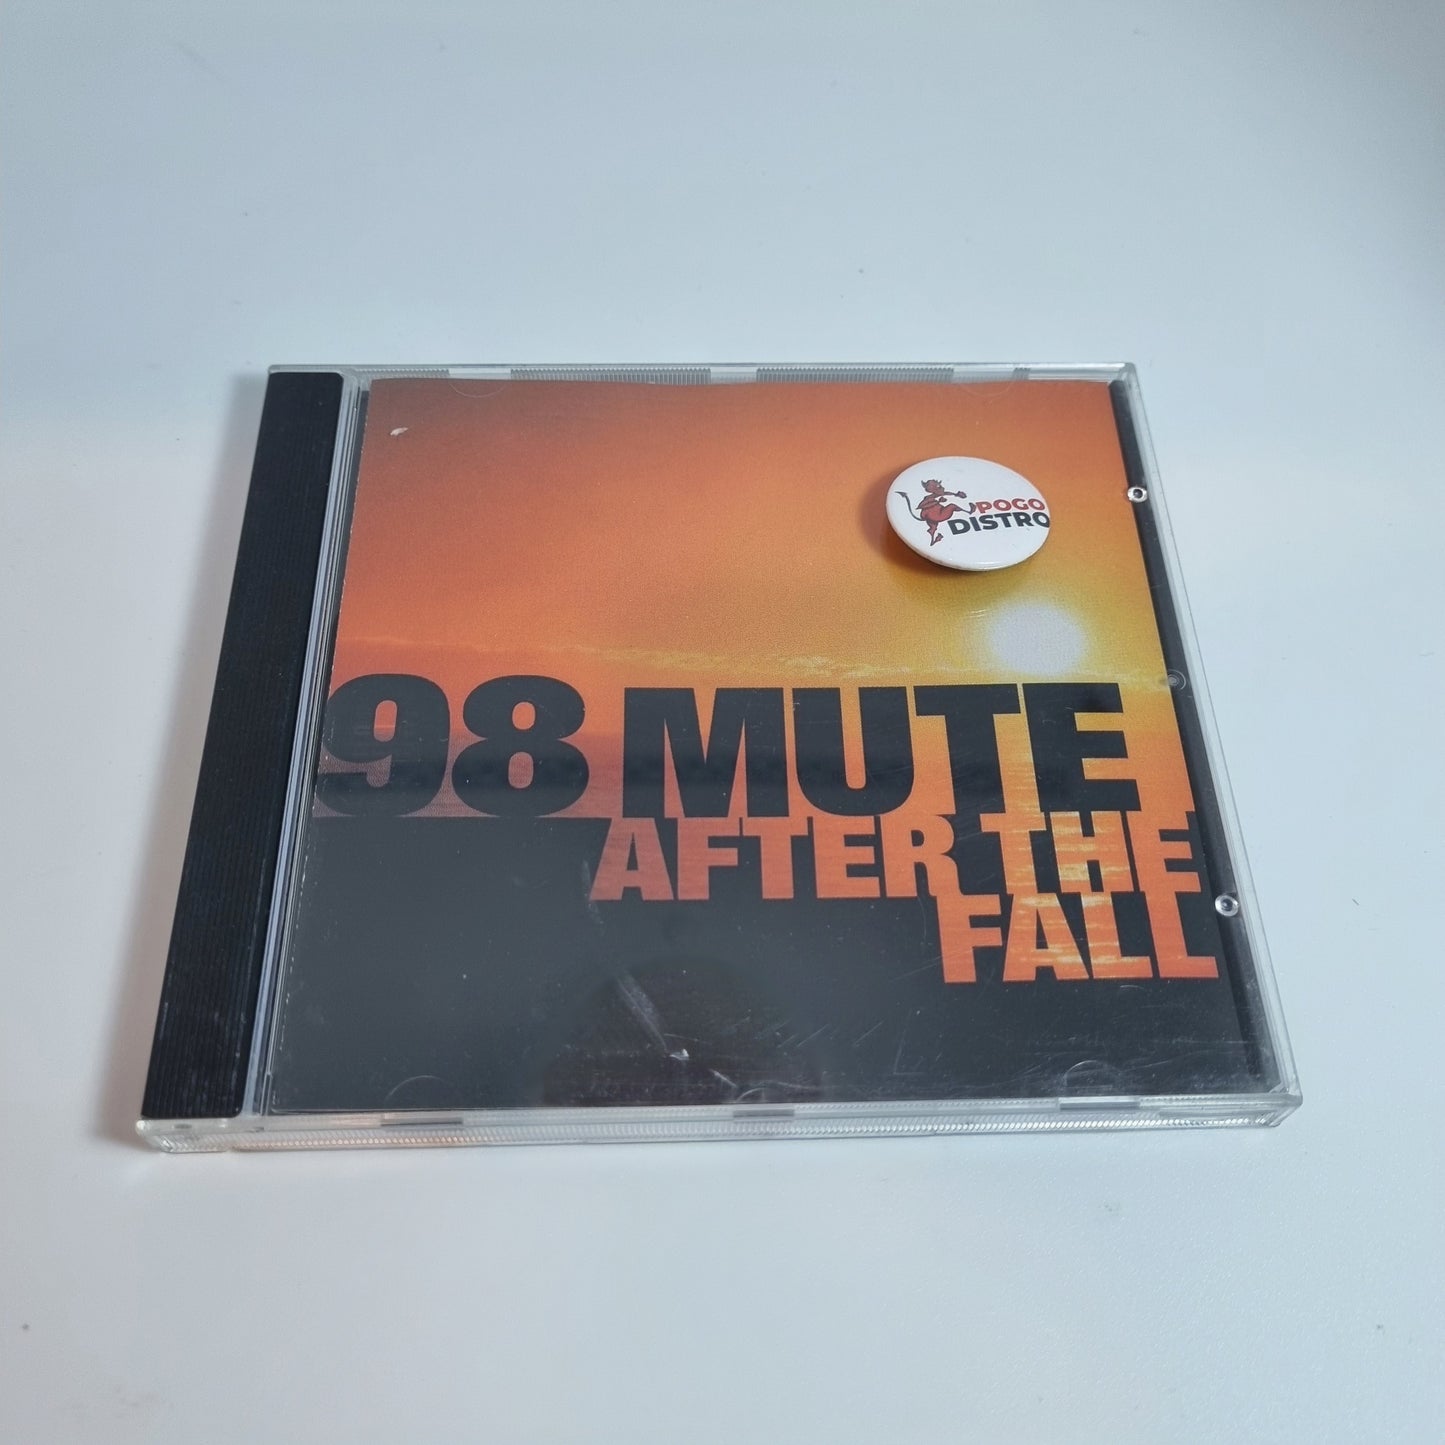 POGO
DISTRO
98 MUTE
AFTER THE
FALL